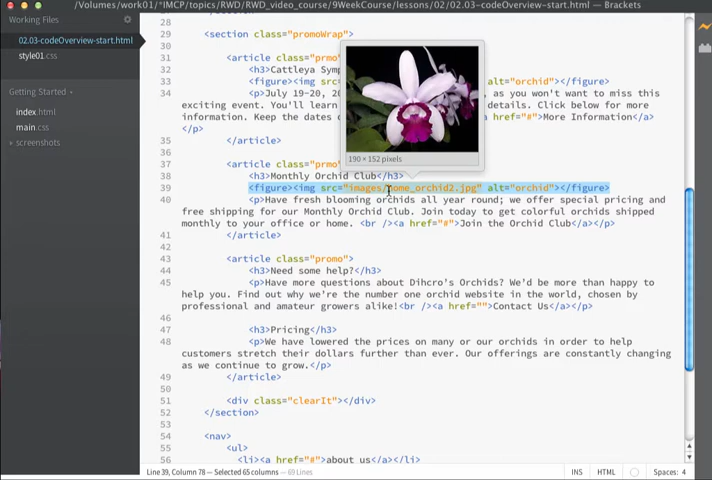 /Volumes/work01/*IMCP/topics/RWD/RWD_video_course/9WeekCourse/lessons/02/02.03-codeOverview-start.html — Brackets
Working Files
02.03-codeOverview-start.html
style01.css
Getting Started
index.html
main.css
screenshots
28
29 <section class="promoWrap">
30
31 <article class="prmo
32 <h3>Cattleya Symp
33 <figure><img src= alt="orchid"></figure>
34 <p>July 19-20, 2 , as you won't want to miss this
exciting event. You'll learn details. Click below for more
information. Keep the dates href="#">More Information</a>
</p>
35 </article>
36
37 <article class="prmo
38 <h3>Monthly Orchid Club</h3>
39 <figure><img src="images/home_orchid2.jpg" alt="orchid"></figure>
40 <p>Have fresh blooming orchids all year round; we offer special pricing and
free shipping for our Monthly Orchid Club. Join today to get colorful orchids shipped
monthly to your office or home. <br /><a href="#">Join the Orchid Club</a></p>
41 </article>
42
43 <article class="promo">
44 <h3>Need some help?</h3>
45 <p>Have more questions about Dihcro's Orchids? We'd be more than happy to
help you. Find out why we're the number one orchid website in the world, chosen by
professional and amateur growers alike!<br /><a href="">Contact Us</a></p>
46
47 <h3>Pricing</h3>
48 <p>We have lowered the prices on many or our orchids in order to help
customers stretch their dollars further than ever. Our offerings are constantly changing
as we continue to grow.</p>
49 </article>
50
51 <div class="clearIt"></div>
52 </section>
53
54 <nav>
55 <ul>
56 <li><a href="#">about us</a></li>
190 × 152 pixels
Line 39, Column 78 — Selected 65 columns — 69 Lines
INS HTML Spaces: 4